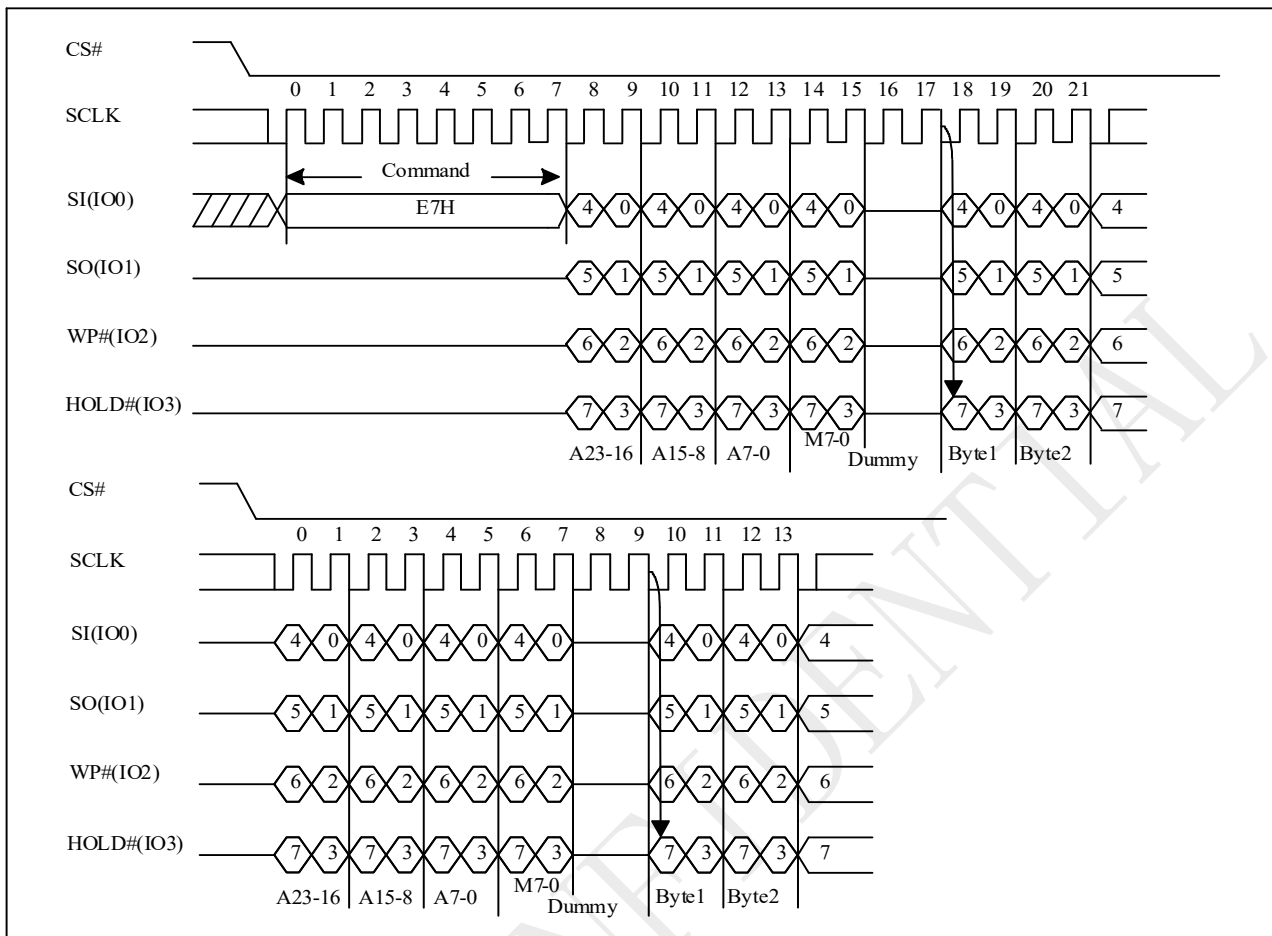 CS#
0 1 2 3 4 5 6 7 8 9 10 11 12 13 14 15 16 17 18 19 20 21
SCLK
Command
SI(IO0) E7H 4 0 4 0 4 0 4 0 4 0 4 0 4
SO(IO1) 5 1 5 1 5 1 5 1 5 1 5 1 5
WP#(IO2) 6 2 6 2 6 2 6 2 6 2 6 2 6
HOLD#(IO3) 7 3 7 3 7 3 7 3 7 3 7 3 7
A23-16 A15-8 A7-0 M7-0 Dummy Byte1 Byte2
CS#
0 1 2 3 4 5 6 7 8 9 10 11 12 13
SCLK
SI(IO0) 4 0 4 0 4 0 4 0 4 0 4 0 4
SO(IO1) 5 1 5 1 5 1 5 1 5 1 5 1 5
WP#(IO2) 6 2 6 2 6 2 6 2 6 2 6 2 6
HOLD#(IO3) 7 3 7 3 7 3 7 3 7 3 7 3 7
A23-16 A15-8 A7-0 M7-0 Dummy Byte1 Byte2